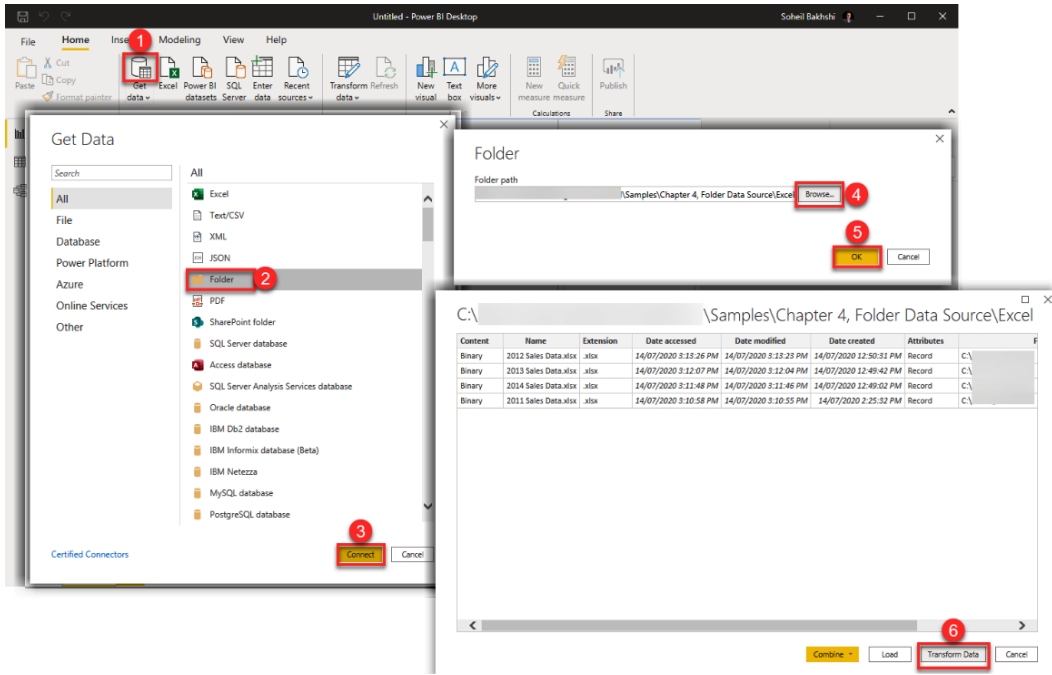 Untitled - Power BI Desktop
Soheil Bakhshi
File Home Insert Modeling View Help
1
Paste
Cut
Copy
Format painter
Get data
Excel
Power BI datasets
SQL Server
Enter data
Recent sources
Transform data
Refresh
New visual
Text box
More visuals
New measure
Quick measure
Publish
Calculations
Share
Get Data
Search
All
File
Database
Power Platform
Azure
Online Services
Other
All
Excel
Text/CSV
XML
JSON
Folder
2
PDF
SharePoint folder
SQL Server database
Access database
SQL Server Analysis Services database
Oracle database
IBM Db2 database
IBM Informix database (Beta)
IBM Netezza
MySQL database
PostgreSQL database
3
Certified Connectors
Connect
Cancel
Folder
Folder path
\Samples\Chapter 4, Folder Data Source\Excel
Browse...
4
5
OK
Cancel
C:\ \Samples\Chapter 4, Folder Data Source\Excel
Content Name Extension Date accessed Date modified Date created Attributes F
Binary 2012 Sales Data.xlsx .xlsx 14/07/2020 3:13:26 PM 14/07/2020 3:13:23 PM 14/07/2020 12:50:31 PM Record C:\
Binary 2013 Sales Data.xlsx .xlsx 14/07/2020 3:12:07 PM 14/07/2020 3:12:04 PM 14/07/2020 12:49:42 PM Record C:\
Binary 2014 Sales Data.xlsx .xlsx 14/07/2020 3:11:48 PM 14/07/2020 3:11:46 PM 14/07/2020 12:49:02 PM Record C:\
Binary 2011 Sales Data.xlsx .xlsx 14/07/2020 3:10:58 PM 14/07/2020 3:10:55 PM 14/07/2020 2:25:32 PM Record C:\
6
Combine
Load
Transform Data
Cancel